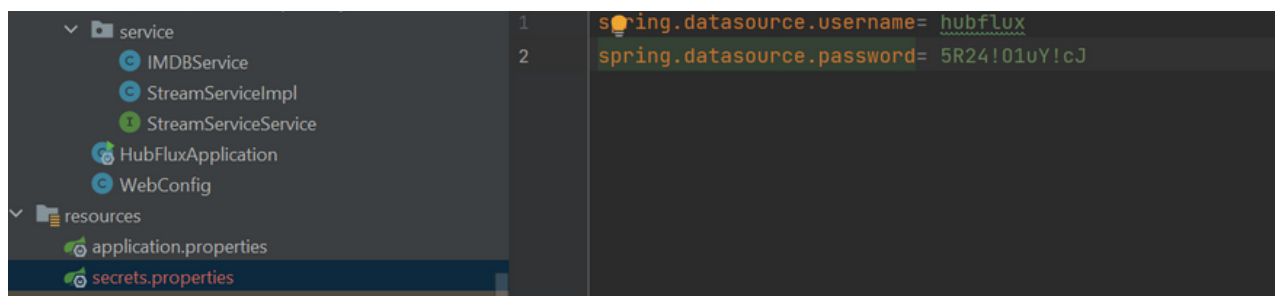 service
IMDBService
StreamServiceImpl
StreamServiceService
HubFluxApplication
WebConfig
resources
application.properties
secrets.properties
1 spring.datasource.username= hubflux
2 spring.datasource.password= 5R24!O1uY!cJ